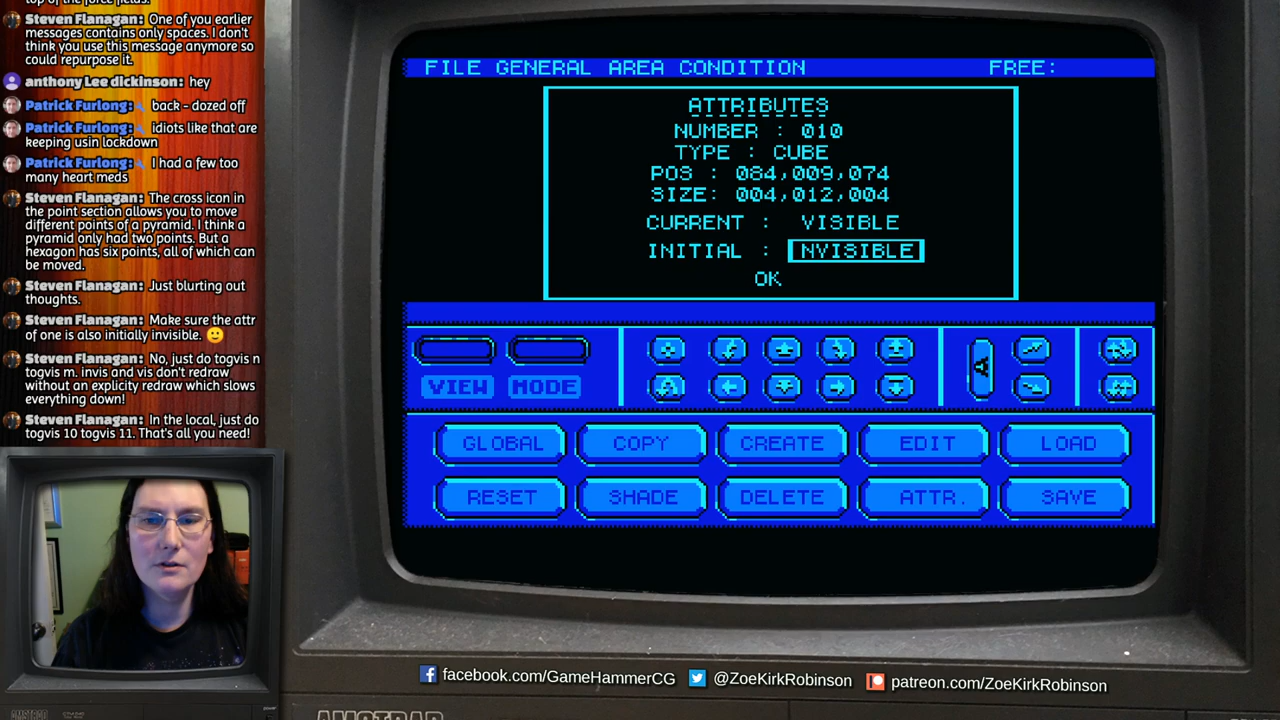 top of the force fields.
Steven Flanagan: One of you earlier
messages contains only spaces. I don't
think you use this message anymore so
could repurpose it.
anthony Lee dickinson: hey
Patrick Furlong: back - dozed off
Patrick Furlong: idiots like that are
keeping usin lockdown
Patrick Furlong: I had a few too
many heart meds
Steven Flanagan: The cross icon in
the point section allows you to move
different points of a pyramid. I think a
pyramid only had two points. But a
hexagon has six points, all of which can
be moved.
Steven Flanagan: Just blurting out
thoughts.
Steven Flanagan: Make sure the attr
of one is also initially invisible. 🙂
Steven Flanagan: No, just do togvis n
togvis m. invis and vis don't redraw
without an explicity redraw which slows
everything down!
Steven Flanagan: In the local, just do
togvis 10 togvis 11. That's all you need!
FILE GENERAL AREA CONDITION FREE:
ATTRIBUTES
NUMBER : 010
TYPE : CUBE
POS : 084,009,074
SIZE: 004,012,004
CURRENT : VISIBLE
INITIAL : NVISIBLE
OK
VIEW MODE
A
GLOBAL COPY CREATE EDIT LOAD
RESET SHADE DELETE ATTR. SAVE
facebook.com/GameHammerCG @ZoeKirkRobinson patreon.com/ZoeKirkRobinson